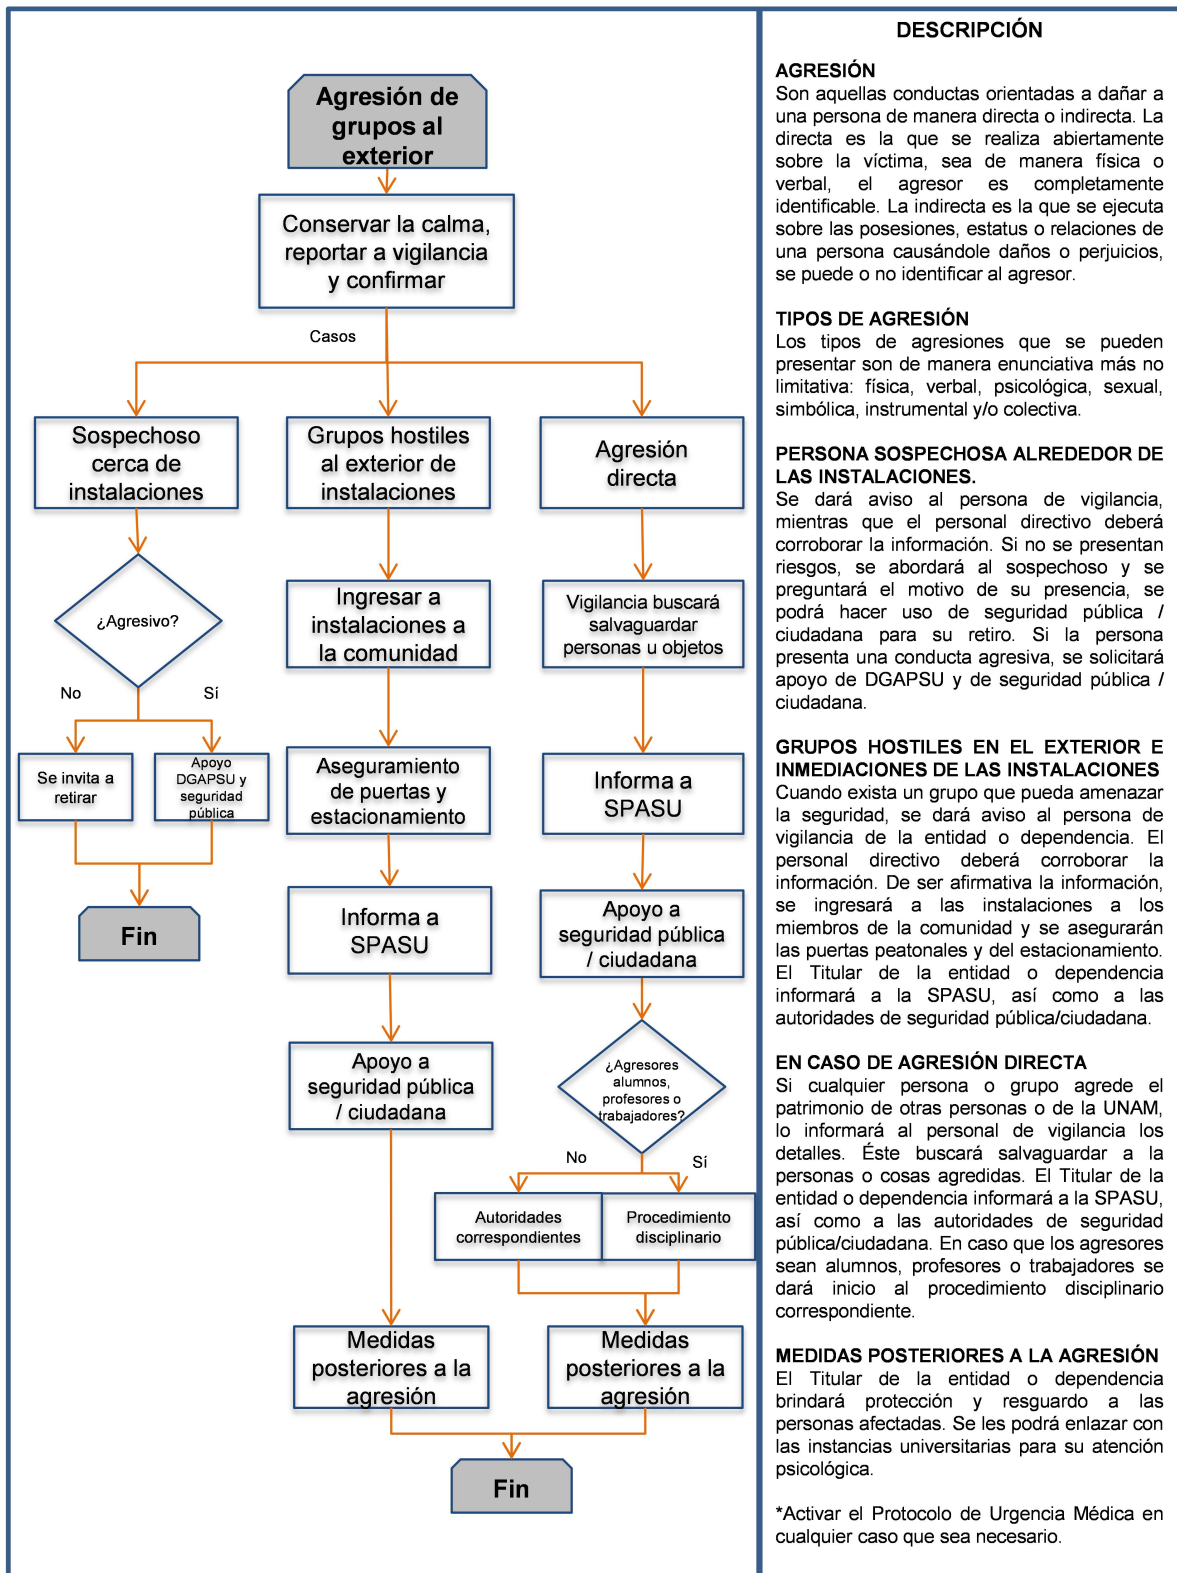 Agresión de
grupos al
exterior
Conservar la calma,
reportar a vigilancia
y confirmar
Casos
Sospechoso
cerca de
instalaciones
Grupos hostiles
al exterior de
instalaciones
Agresión
directa
¿Agresivo?
Ingresar a
instalaciones a
la comunidad
Vigilancia buscará
salvaguardar
personas u objetos
No
Sí
Se invita a
retirar
Apoyo
DGAPSU y
seguridad
pública
Aseguramiento
de puertas y
estacionamiento
Informa a
SPASU
Fin
Informa a
SPASU
Apoyo a
seguridad pública
/ ciudadana
Apoyo a
seguridad pública
/ ciudadana
¿Agresores
alumnos,
profesores o
trabajadores?
No
Sí
Autoridades
correspondientes
Procedimiento
disciplinario
Medidas
posteriores a la
agresión
Medidas
posteriores a la
agresión
Fin
DESCRIPCIÓN
AGRESIÓN
Son aquellas conductas orientadas a dañar a
una persona de manera directa o indirecta. La
directa es la que se realiza abiertamente
sobre la víctima, sea de manera física o
verbal, el agresor es completamente
identificable. La indirecta es la que se ejecuta
sobre las posesiones, estatus o relaciones de
una persona causándole daños o perjuicios,
se puede o no identificar al agresor.
TIPOS DE AGRESIÓN
Los tipos de agresiones que se pueden
presentar son de manera enunciativa más no
limitativa: física, verbal, psicológica, sexual,
simbólica, instrumental y/o colectiva.
PERSONA SOSPECHOSA ALREDEDOR DE
LAS INSTALACIONES.
Se dará aviso al persona de vigilancia,
mientras que el personal directivo deberá
corroborar la información. Si no se presentan
riesgos, se abordará al sospechoso y se
preguntará el motivo de su presencia, se
podrá hacer uso de seguridad pública /
ciudadana para su retiro. Si la persona
presenta una conducta agresiva, se solicitará
apoyo de DGAPSU y de seguridad pública /
ciudadana.
GRUPOS HOSTILES EN EL EXTERIOR E
INMEDIACIONES DE LAS INSTALACIONES
Cuando exista un grupo que pueda amenazar
la seguridad, se dará aviso al persona de
vigilancia de la entidad o dependencia. El
personal directivo deberá corroborar la
información. De ser afirmativa la información,
se ingresará a las instalaciones a los
miembros de la comunidad y se asegurarán
las puertas peatonales y del estacionamiento.
El Titular de la entidad o dependencia
informará a la SPASU, así como a las
autoridades de seguridad pública/ciudadana.
EN CASO DE AGRESIÓN DIRECTA
Si cualquier persona o grupo agrede el
patrimonio de otras personas o de la UNAM,
lo informará al personal de vigilancia los
detalles. Éste buscará salvaguardar a la
personas o cosas agredidas. El Titular de la
entidad o dependencia informará a la SPASU,
así como a las autoridades de seguridad
pública/ciudadana. En caso que los agresores
sean alumnos, profesores o trabajadores se
dará inicio al procedimiento disciplinario
correspondiente.
MEDIDAS POSTERIORES A LA AGRESIÓN
El Titular de la entidad o dependencia
brindará protección y resguardo a las
personas afectadas. Se les podrá enlazar con
las instancias universitarias para su atención
psicológica.
*Activar el Protocolo de Urgencia Médica en
cualquier caso que sea necesario.